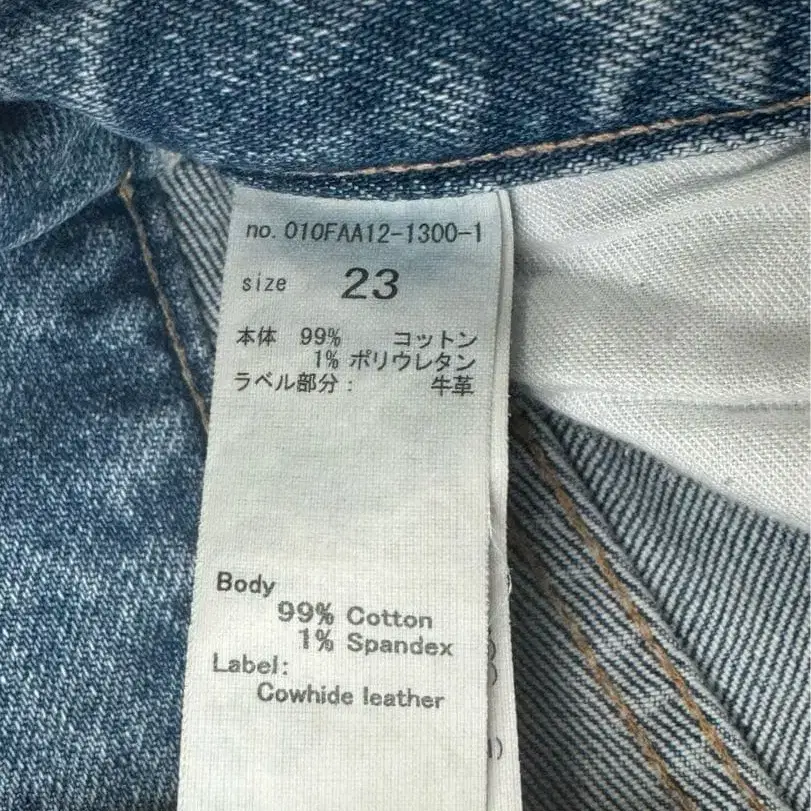 no. 010FAA12-1300-1
size 23
本体 99% コットン
1% ポリウレタン
ラベル部分： 牛革
Body
99% Cotton
1% Spandex
Label:
Cowhide leather